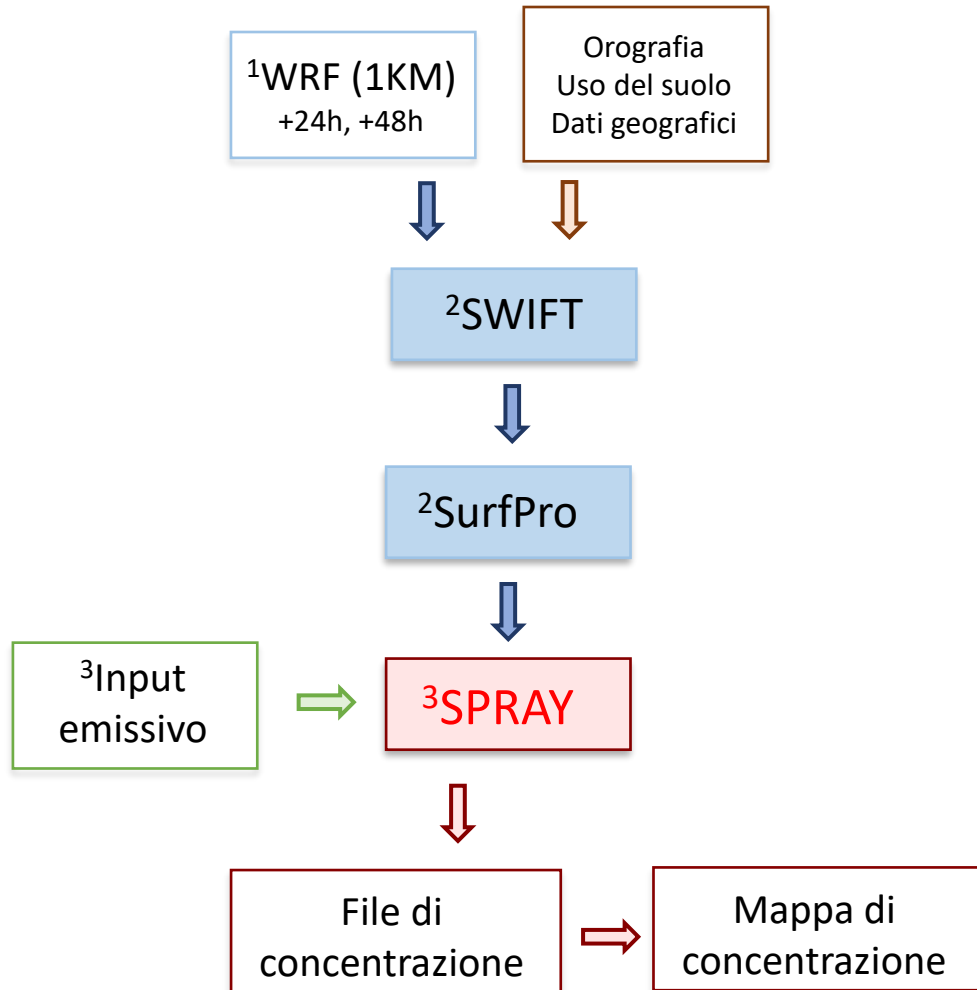 ¹WRF (1KM)
+24h, +48h
Orografia
Uso del suolo
Dati geografici
²SWIFT
²SurfPro
³Input
emissivo
³SPRAY
File di
concentrazione
Mappa di
concentrazione